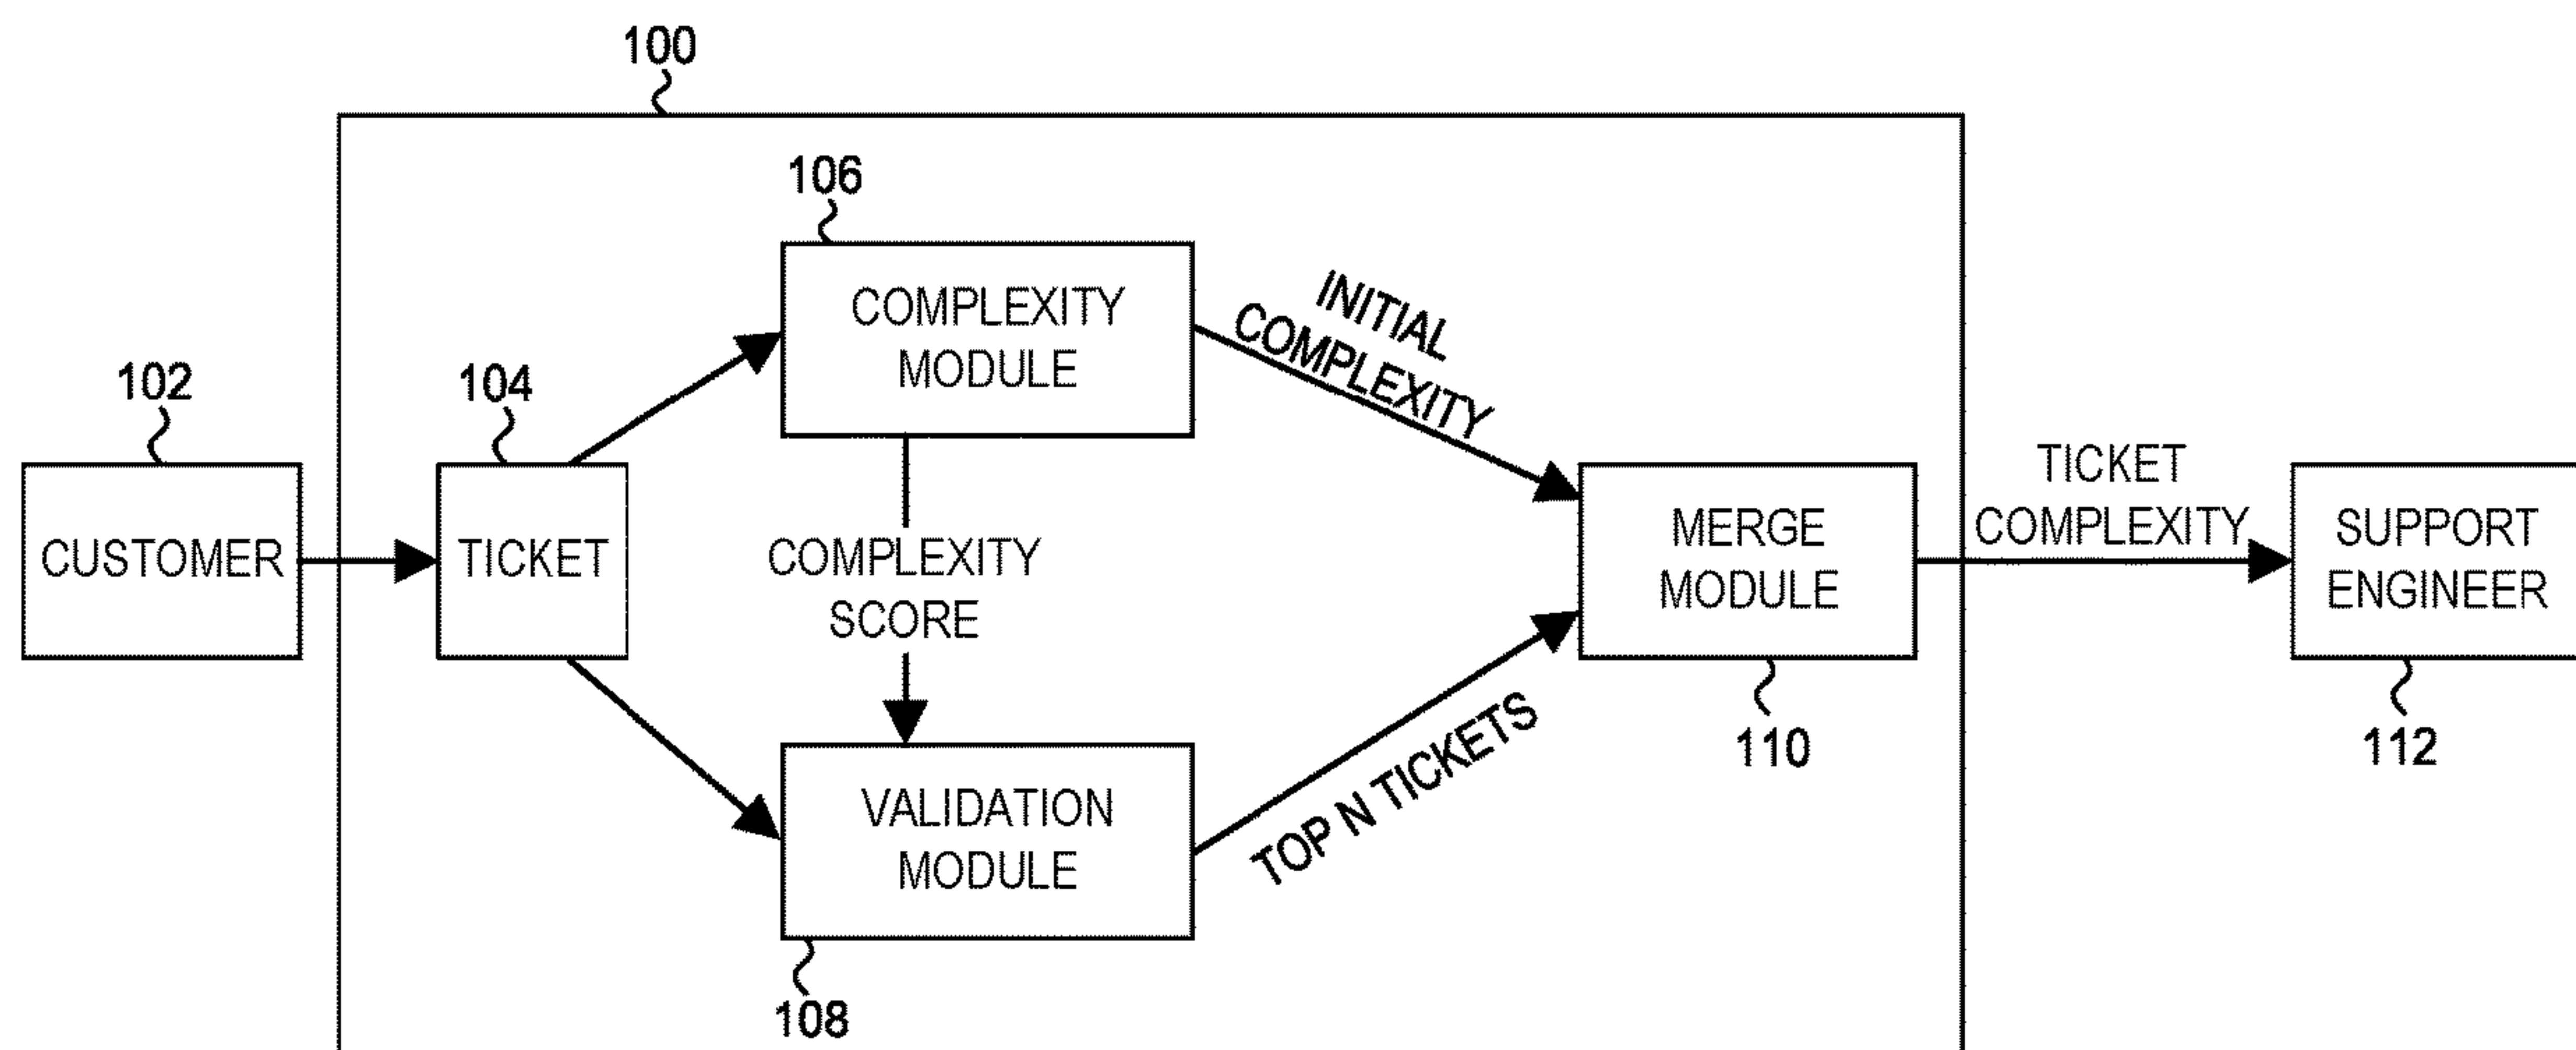 100
106
COMPLEXITY
MODULE
INITIAL
COMPLEXITY
102
104
CUSTOMER
TICKET
COMPLEXITY
SCORE
MERGE
MODULE
110
TICKET
COMPLEXITY
SUPPORT
ENGINEER
112
VALIDATION
MODULE
108
TOP N TICKETS